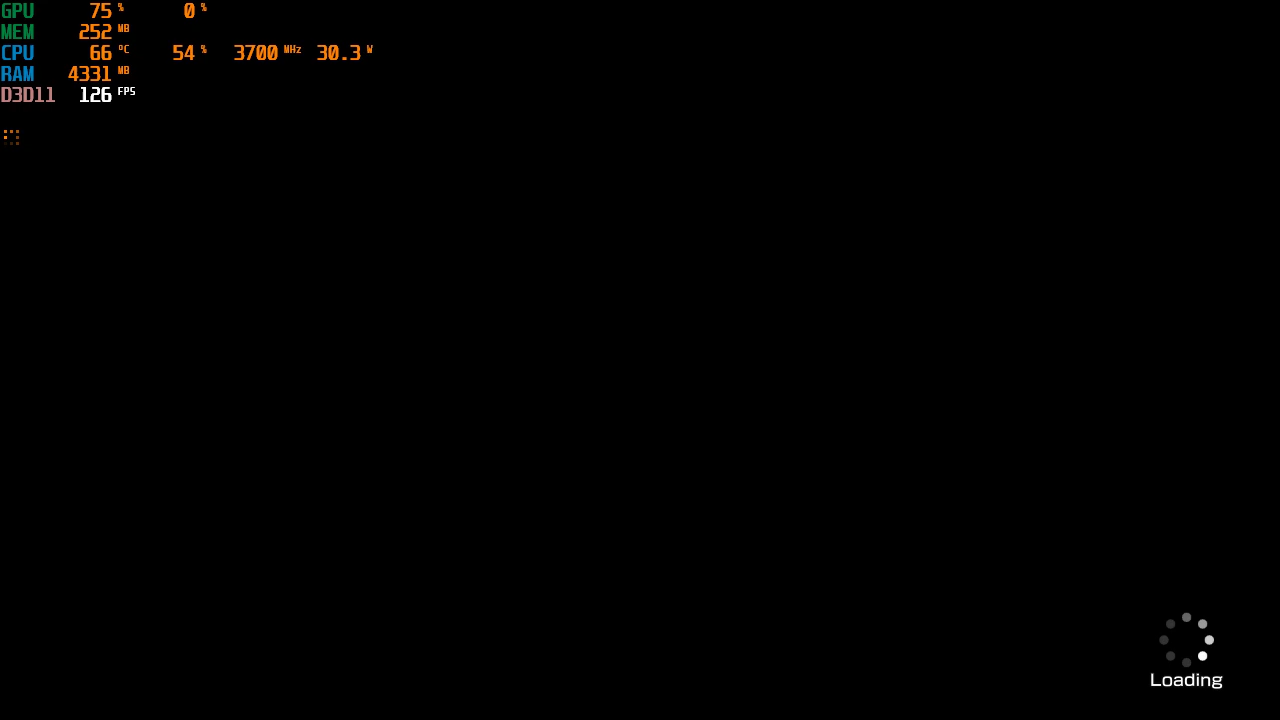 GPU 75 % 0 %
MEM 252 MB
CPU 66 °C 54 % 3700 MHz 30.3 W
RAM 4331 MB
D3D11 126 FPS
Loading